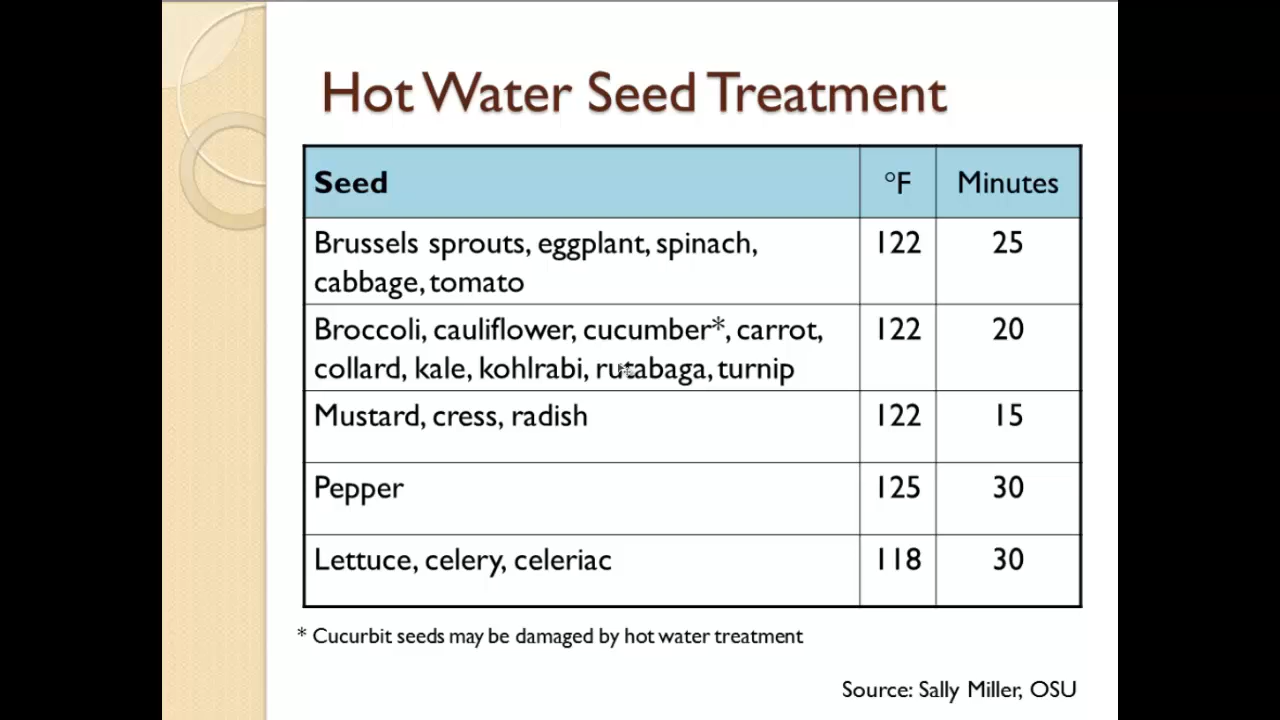 Hot Water Seed Treatment
Seed °F Minutes
Brussels sprouts, eggplant, spinach, 122 25
cabbage, tomato
Broccoli, cauliflower, cucumber*, carrot, 122 20
collard, kale, kohlrabi, rutabaga, turnip
Mustard, cress, radish 122 15
Pepper 125 30
Lettuce, celery, celeriac 118 30
* Cucurbit seeds may be damaged by hot water treatment
Source: Sally Miller, OSU